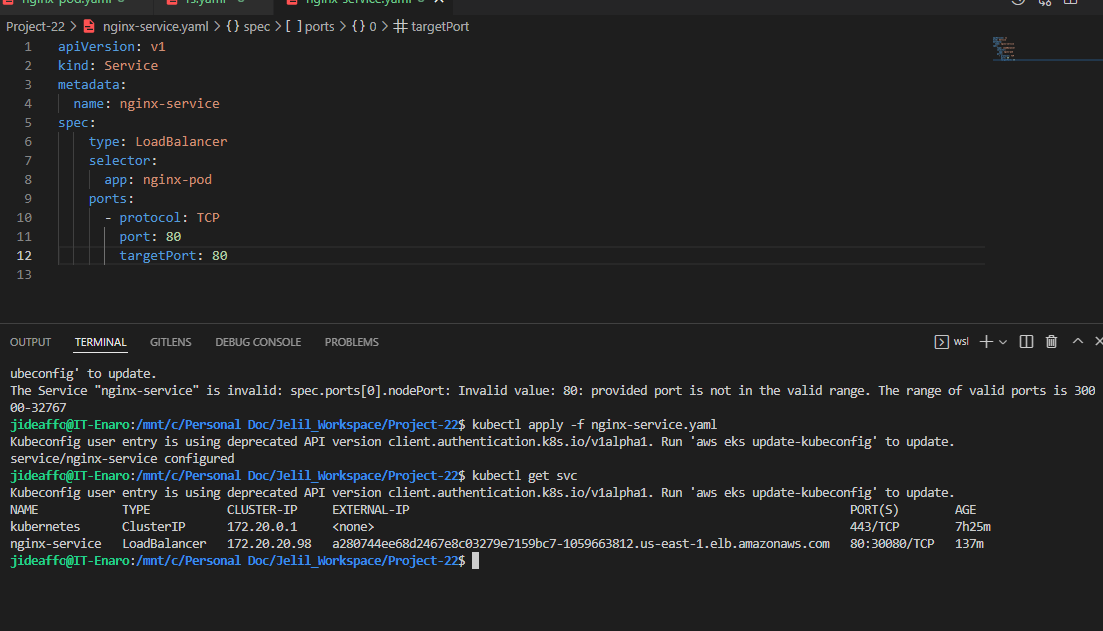 nginx-pod.yaml rs.yaml nginx-service.yaml
Project-22 > nginx-service.yaml > {} spec > [ ] ports > {} 0 > # targetPort
1 apiVersion: v1
2 kind: Service
3 metadata:
4 name: nginx-service
5 spec:
6 type: LoadBalancer
7 selector:
8 app: nginx-pod
9 ports:
10 - protocol: TCP
11 port: 80
12 targetPort: 80
13
OUTPUT TERMINAL GITLENS DEBUG CONSOLE PROBLEMS wsl
ubeconfig' to update.
The Service "nginx-service" is invalid: spec.ports[0].nodePort: Invalid value: 80: provided port is not in the valid range. The range of valid ports is 300
00-32767
jideaffo@IT-Enaro:/mnt/c/Personal Doc/Jelil_Workspace/Project-22$ kubectl apply -f nginx-service.yaml
Kubeconfig user entry is using deprecated API version client.authentication.k8s.io/v1alpha1. Run 'aws eks update-kubeconfig' to update.
service/nginx-service configured
jideaffo@IT-Enaro:/mnt/c/Personal Doc/Jelil_Workspace/Project-22$ kubectl get svc
Kubeconfig user entry is using deprecated API version client.authentication.k8s.io/v1alpha1. Run 'aws eks update-kubeconfig' to update.
NAME TYPE CLUSTER-IP EXTERNAL-IP PORT(S) AGE
kubernetes ClusterIP 172.20.0.1 <none> 443/TCP 7h25m
nginx-service LoadBalancer 172.20.20.98 a280744ee68d2467e8c03279e7159bc7-1059663812.us-east-1.elb.amazonaws.com 80:30080/TCP 137m
jideaffo@IT-Enaro:/mnt/c/Personal Doc/Jelil_Workspace/Project-22$